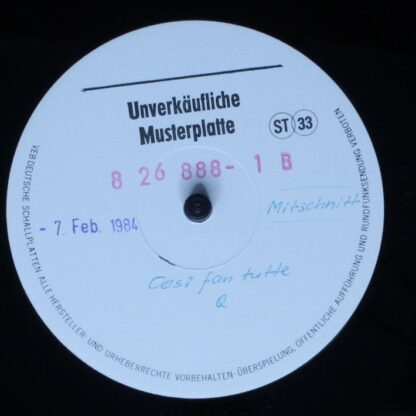 Unverkäufliche
Musterplatte
ST 33
8 26 888-1 B
Mitschnitt
- 7. Feb. 1984
Così fan tutte
Q
VEB DEUTSCHE SCHALLPLATTEN ALLE HERSTELLER- UND URHEBERRECHTE VORBEHALTEN·ÜBERSPIELUNG, ÖFFENTLICHE AUFFÜHRUNG UND RUNDFUNKSENDUNG VERBOTEN